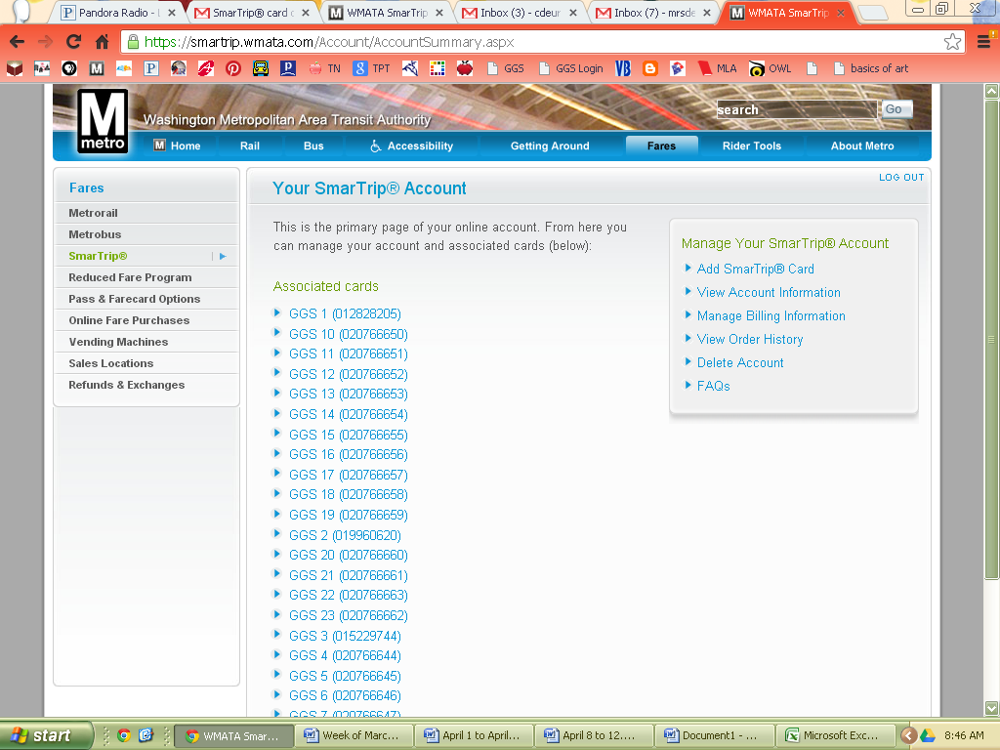 Pandora Radio - L
SmarTrip® card c
WMATA SmarTrip
Inbox (3) - cdeur
Inbox (7) - mrsde
WMATA SmarTrip
https://smartrip.wmata.com/Account/AccountSummary.aspx
TN
TPT
GGS
GGS Login
MLA
OWL
basics of art
M
metro
Washington Metropolitan Area Transit Authority
search
Go
Home
Rail
Bus
Accessibility
Getting Around
Fares
Rider Tools
About Metro
Fares
Metrorail
Metrobus
SmarTrip®
Reduced Fare Program
Pass & Farecard Options
Online Fare Purchases
Vending Machines
Sales Locations
Refunds & Exchanges
LOG OUT
Your SmarTrip® Account
This is the primary page of your online account. From here you
can manage your account and associated cards (below):
Associated cards
GGS 1 (012828205)
GGS 10 (020766650)
GGS 11 (020766651)
GGS 12 (020766652)
GGS 13 (020766653)
GGS 14 (020766654)
GGS 15 (020766655)
GGS 16 (020766656)
GGS 17 (020766657)
GGS 18 (020766658)
GGS 19 (020766659)
GGS 2 (019960620)
GGS 20 (020766660)
GGS 21 (020766661)
GGS 22 (020766663)
GGS 23 (020766662)
GGS 3 (015229744)
GGS 4 (020766644)
GGS 5 (020766645)
GGS 6 (020766646)
GGS 7 (020766647)
Manage Your SmarTrip® Account
Add SmarTrip® Card
View Account Information
Manage Billing Information
View Order History
Delete Account
FAQs
start
WMATA Smar...
Week of Marc...
April 1 to April...
April 8 to 12....
Document1 - ...
Microsoft Exc...
8:46 AM